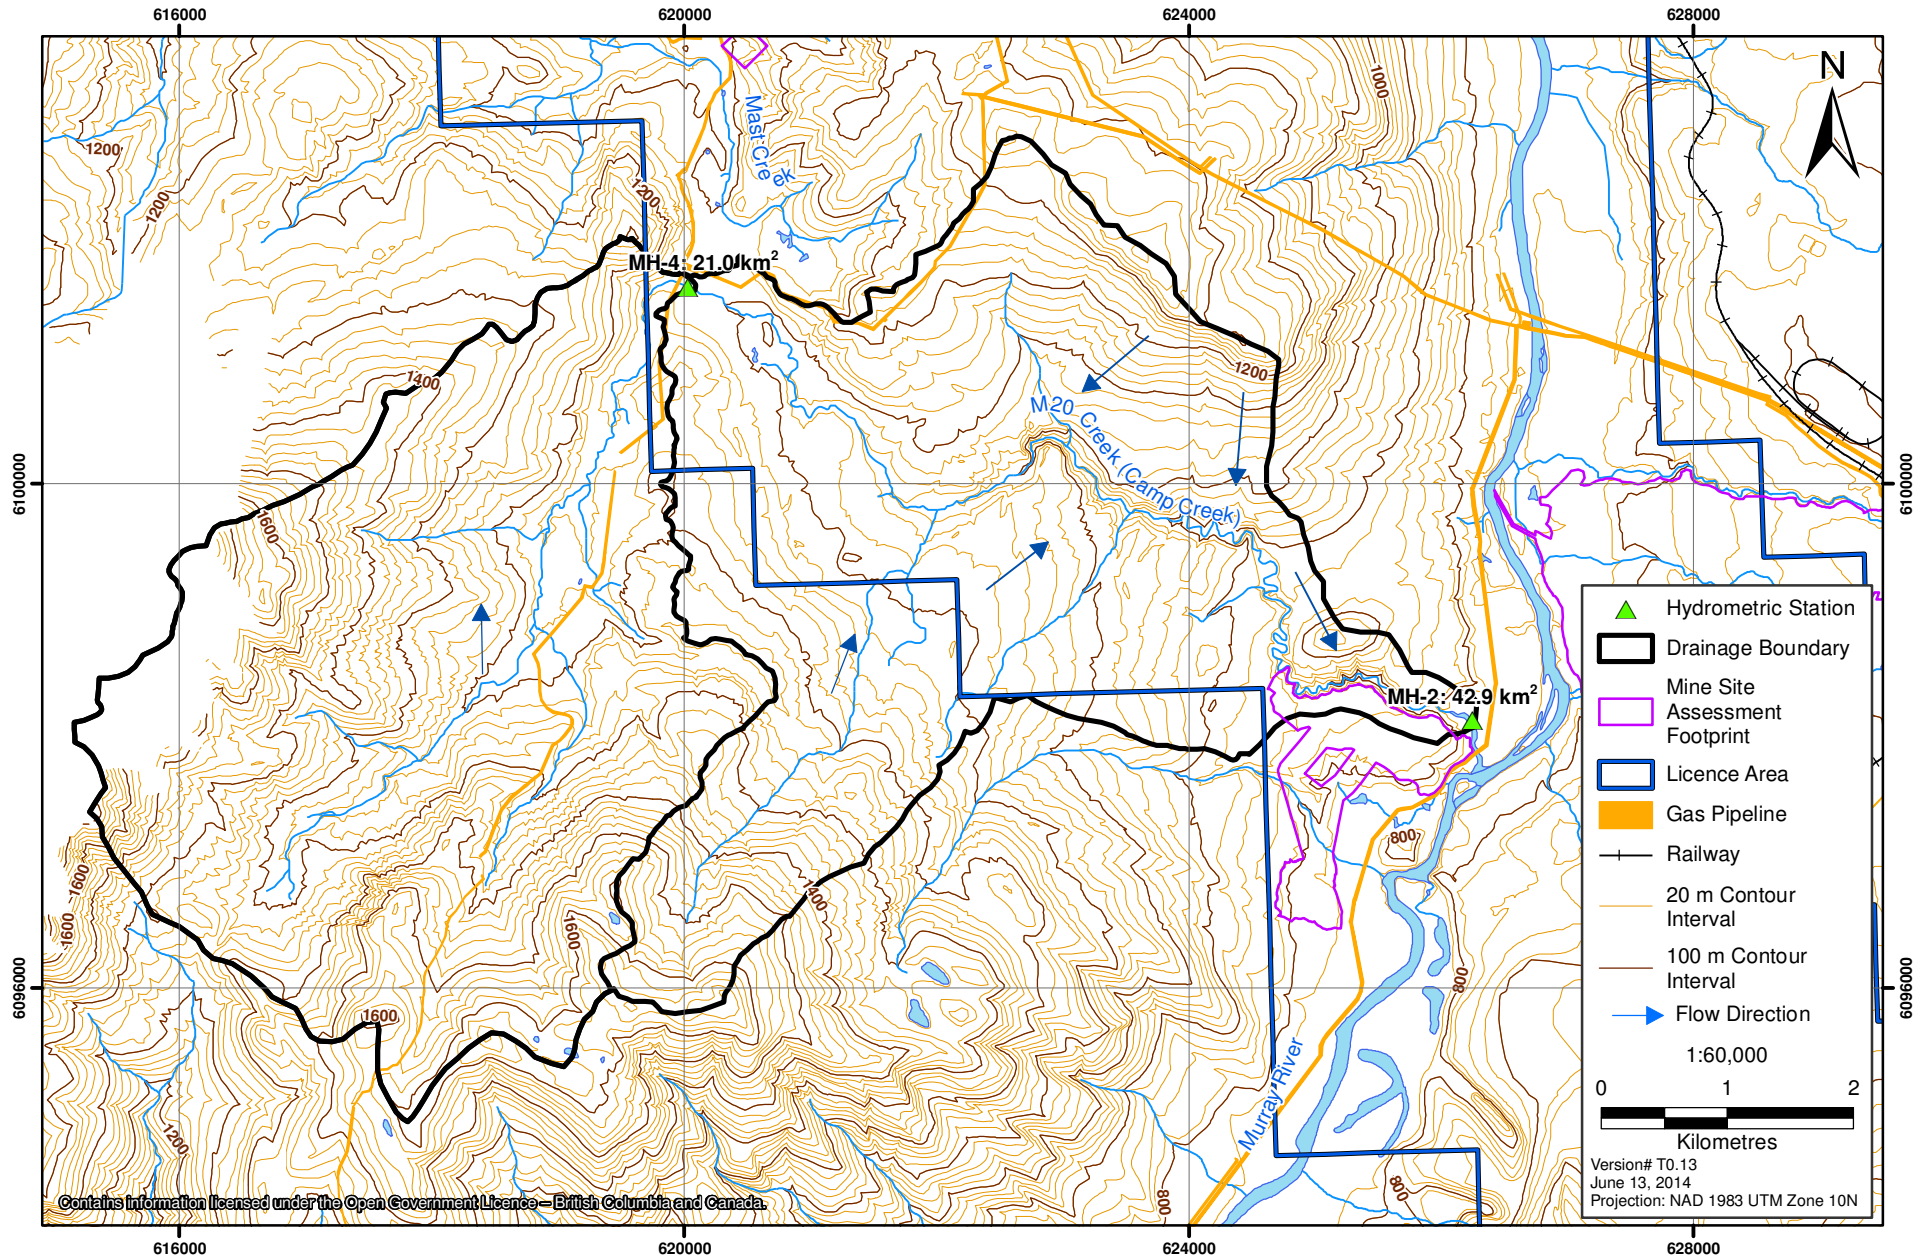 616000
620000
624000
628000
N
1000
Mast Creek
1200
1200
1200
MH-4: 21.0 km²
1400
1200
M20 Creek (Camp Creek)
6100000
6100000
1600
MH-2: 42.9 km²
800
1600
1400
1600
1600
800
6096000
6096000
1600
Murray River
1200
800
800
Hydrometric Station
Drainage Boundary
Mine Site
Assessment
Footprint
Licence Area
Gas Pipeline
Railway
20 m Contour
Interval
100 m Contour
Interval
Flow Direction
1:60,000
0 1 2
Kilometres
Version# T0.13
June 13, 2014
Projection: NAD 1983 UTM Zone 10N
Contains information licensed under the Open Government Licence – British Columbia and Canada.
616000
620000
624000
628000